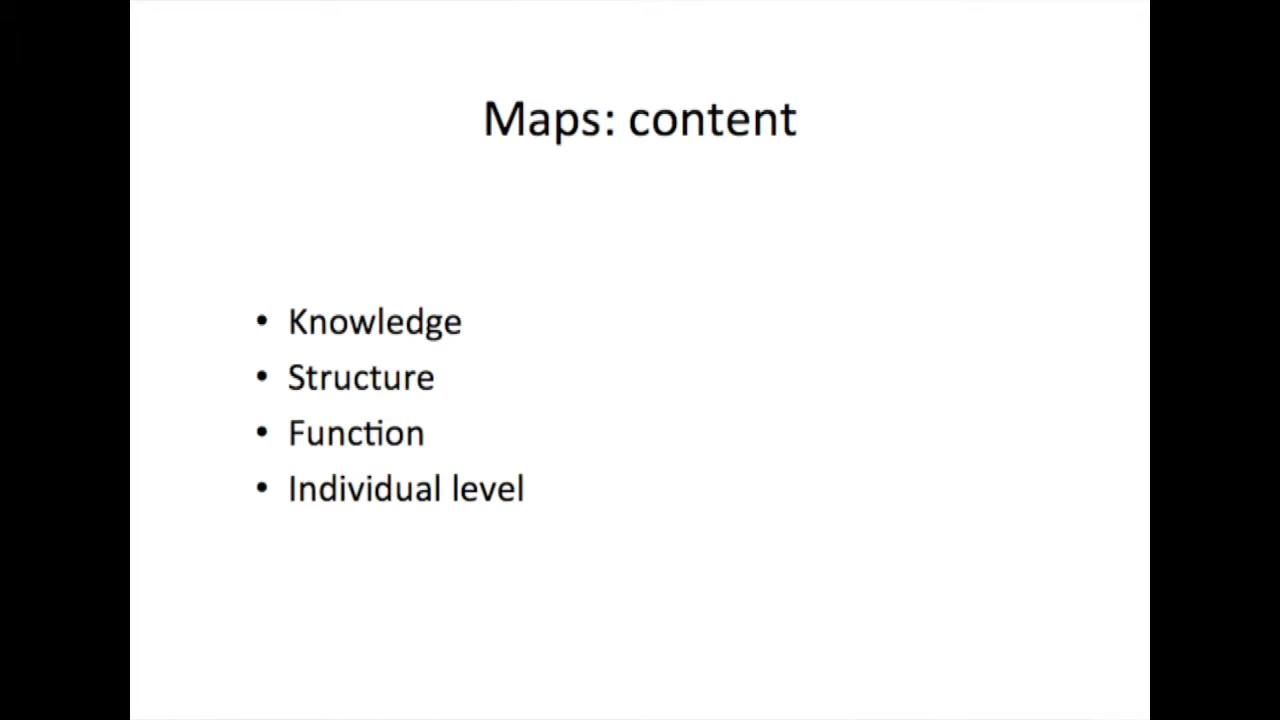 Maps: content
• Knowledge
• Structure
• Function
• Individual level